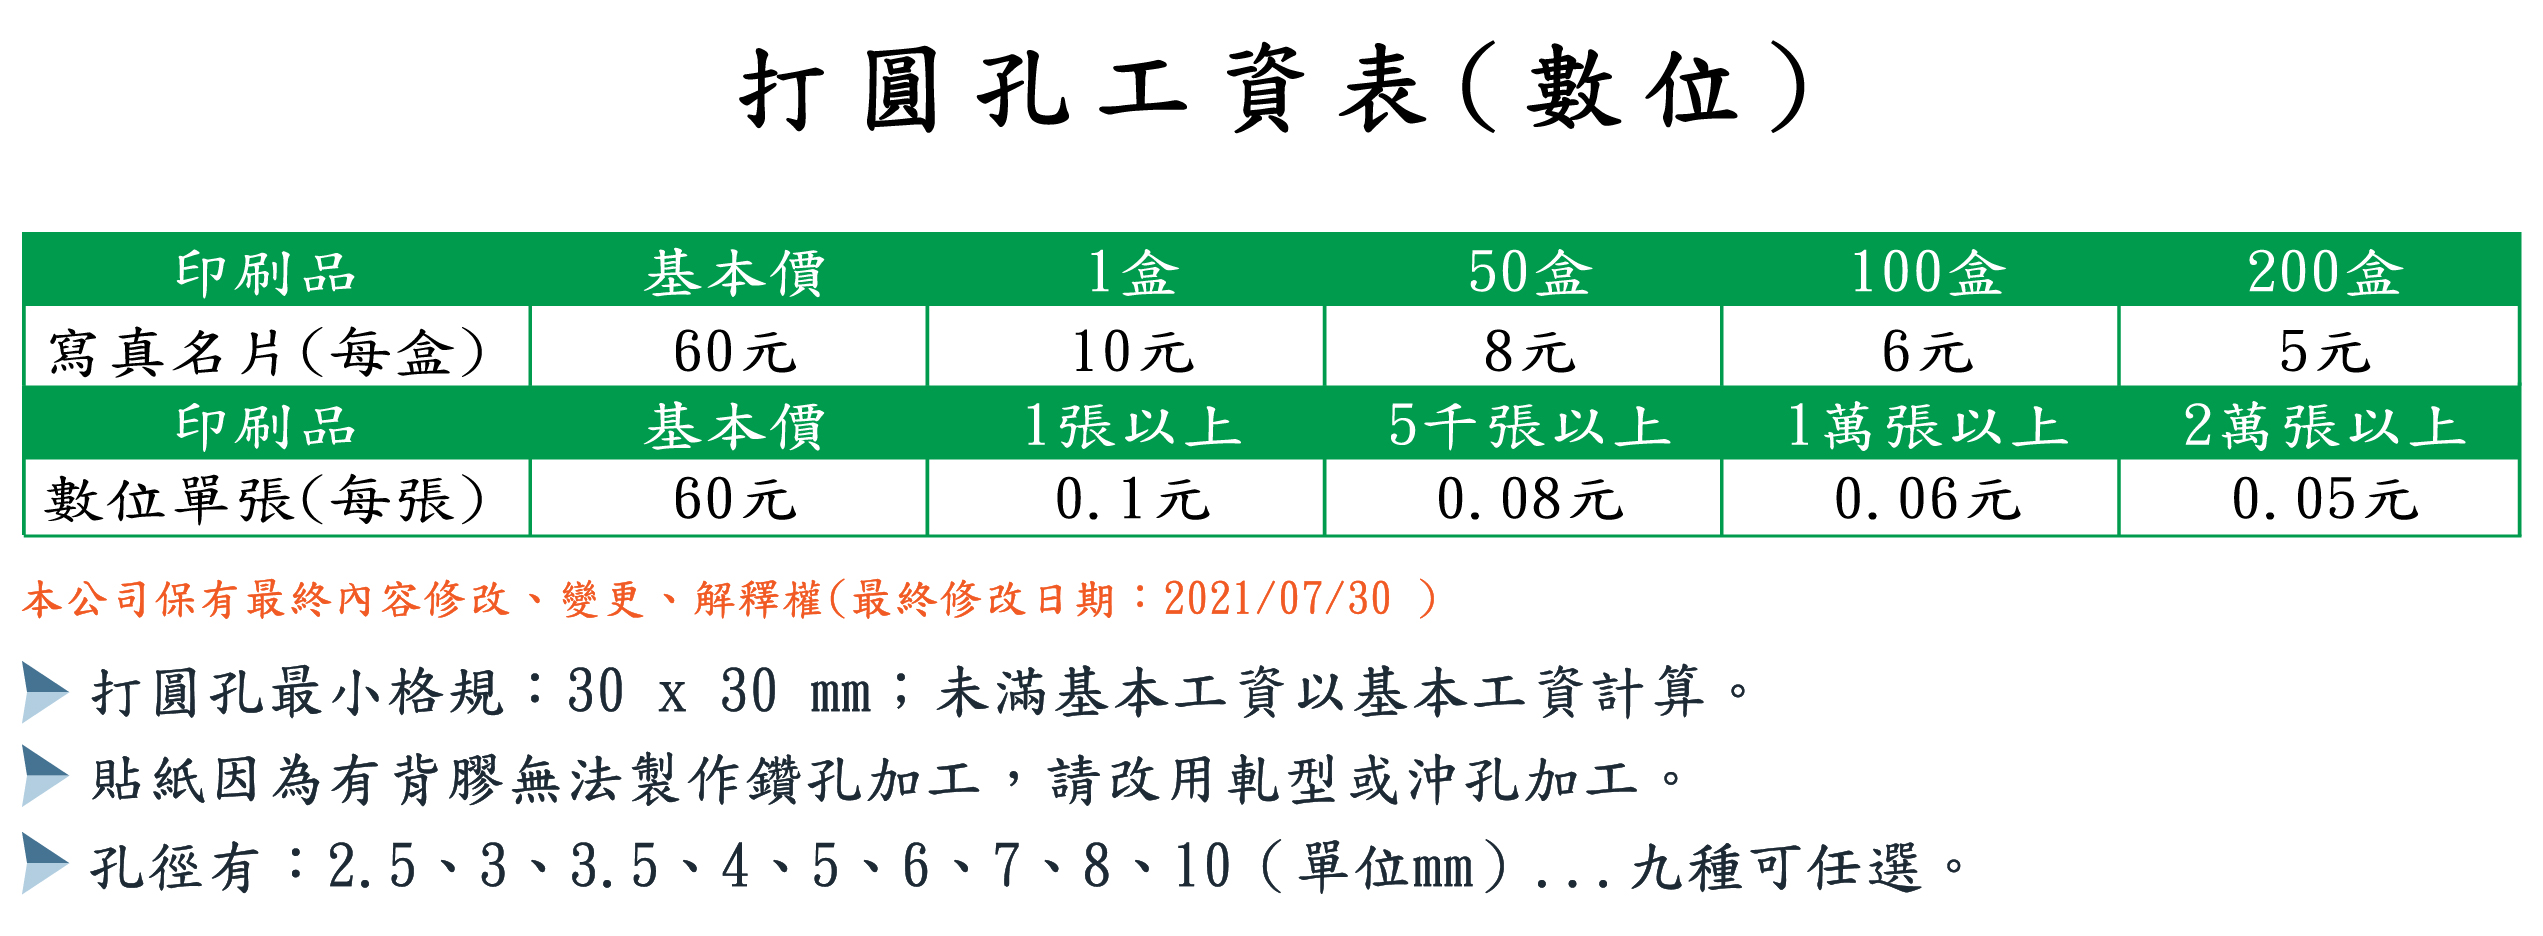 打圓孔工資表(數位)
印刷品 基本價 1盒 50盒 100盒 200盒
寫真名片(每盒) 60元 10元 8元 6元 5元
印刷品 基本價 1張以上 5千張以上 1萬張以上 2萬張以上
數位單張(每張) 60元 0.1元 0.08元 0.06元 0.05元
本公司保有最終內容修改、變更、解釋權(最終修改日期：2021/07/30 )
打圓孔最小格規：30 x 30 mm；未滿基本工資以基本工資計算。
貼紙因為有背膠無法製作鑽孔加工，請改用軋型或沖孔加工。
孔徑有：2.5、3、3.5、4、5、6、7、8、10（單位mm）...九種可任選。